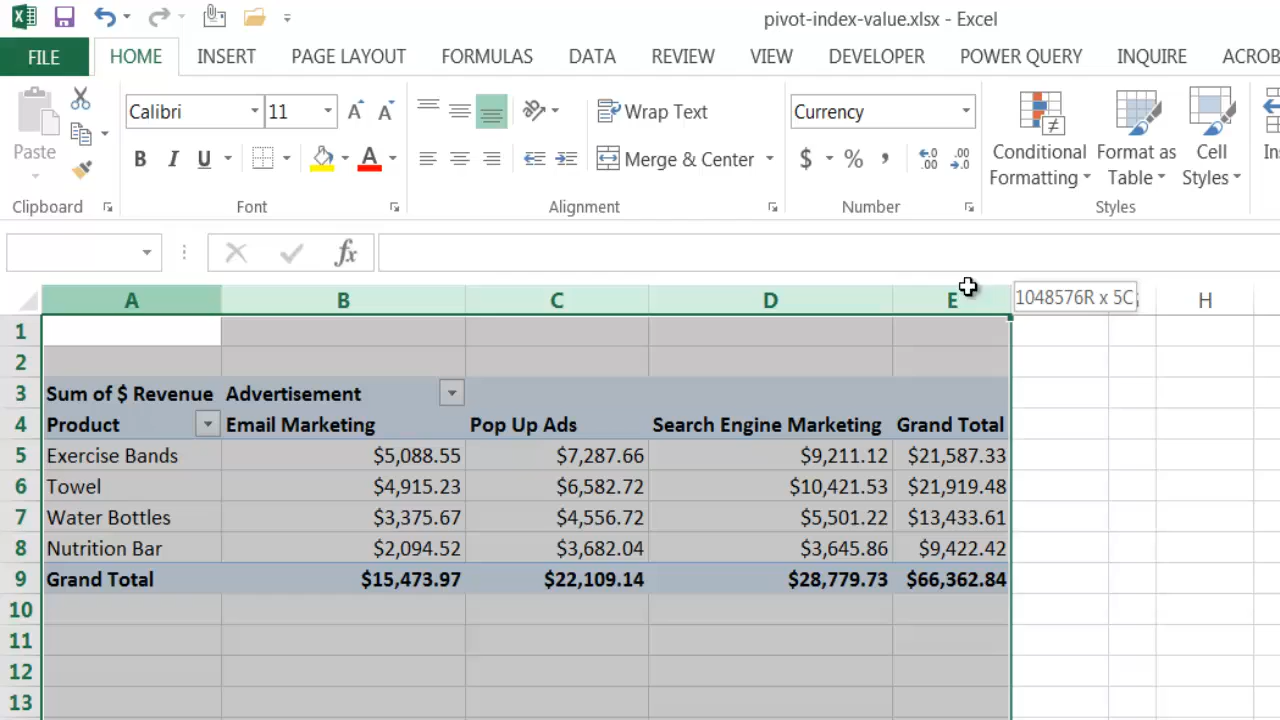 pivot-index-value.xlsx - Excel
FILE HOME INSERT PAGE LAYOUT FORMULAS DATA REVIEW VIEW DEVELOPER POWER QUERY INQUIRE ACROB
Paste
Calibri 11 A A
B I U A
Clipboard Font
Wrap Text
Merge & Center
Alignment
Currency
$ % , .00 .00
Number
Conditional Formatting
Format as Table
Cell Styles
Styles
fx
A B C D E 1048576R x 5C H
1
2
3 Sum of $ Revenue Advertisement
4 Product Email Marketing Pop Up Ads Search Engine Marketing Grand Total
5 Exercise Bands $5,088.55 $7,287.66 $9,211.12 $21,587.33
6 Towel $4,915.23 $6,582.72 $10,421.53 $21,919.48
7 Water Bottles $3,375.67 $4,556.72 $5,501.22 $13,433.61
8 Nutrition Bar $2,094.52 $3,682.04 $3,645.86 $9,422.42
9 Grand Total $15,473.97 $22,109.14 $28,779.73 $66,362.84
10
11
12
13